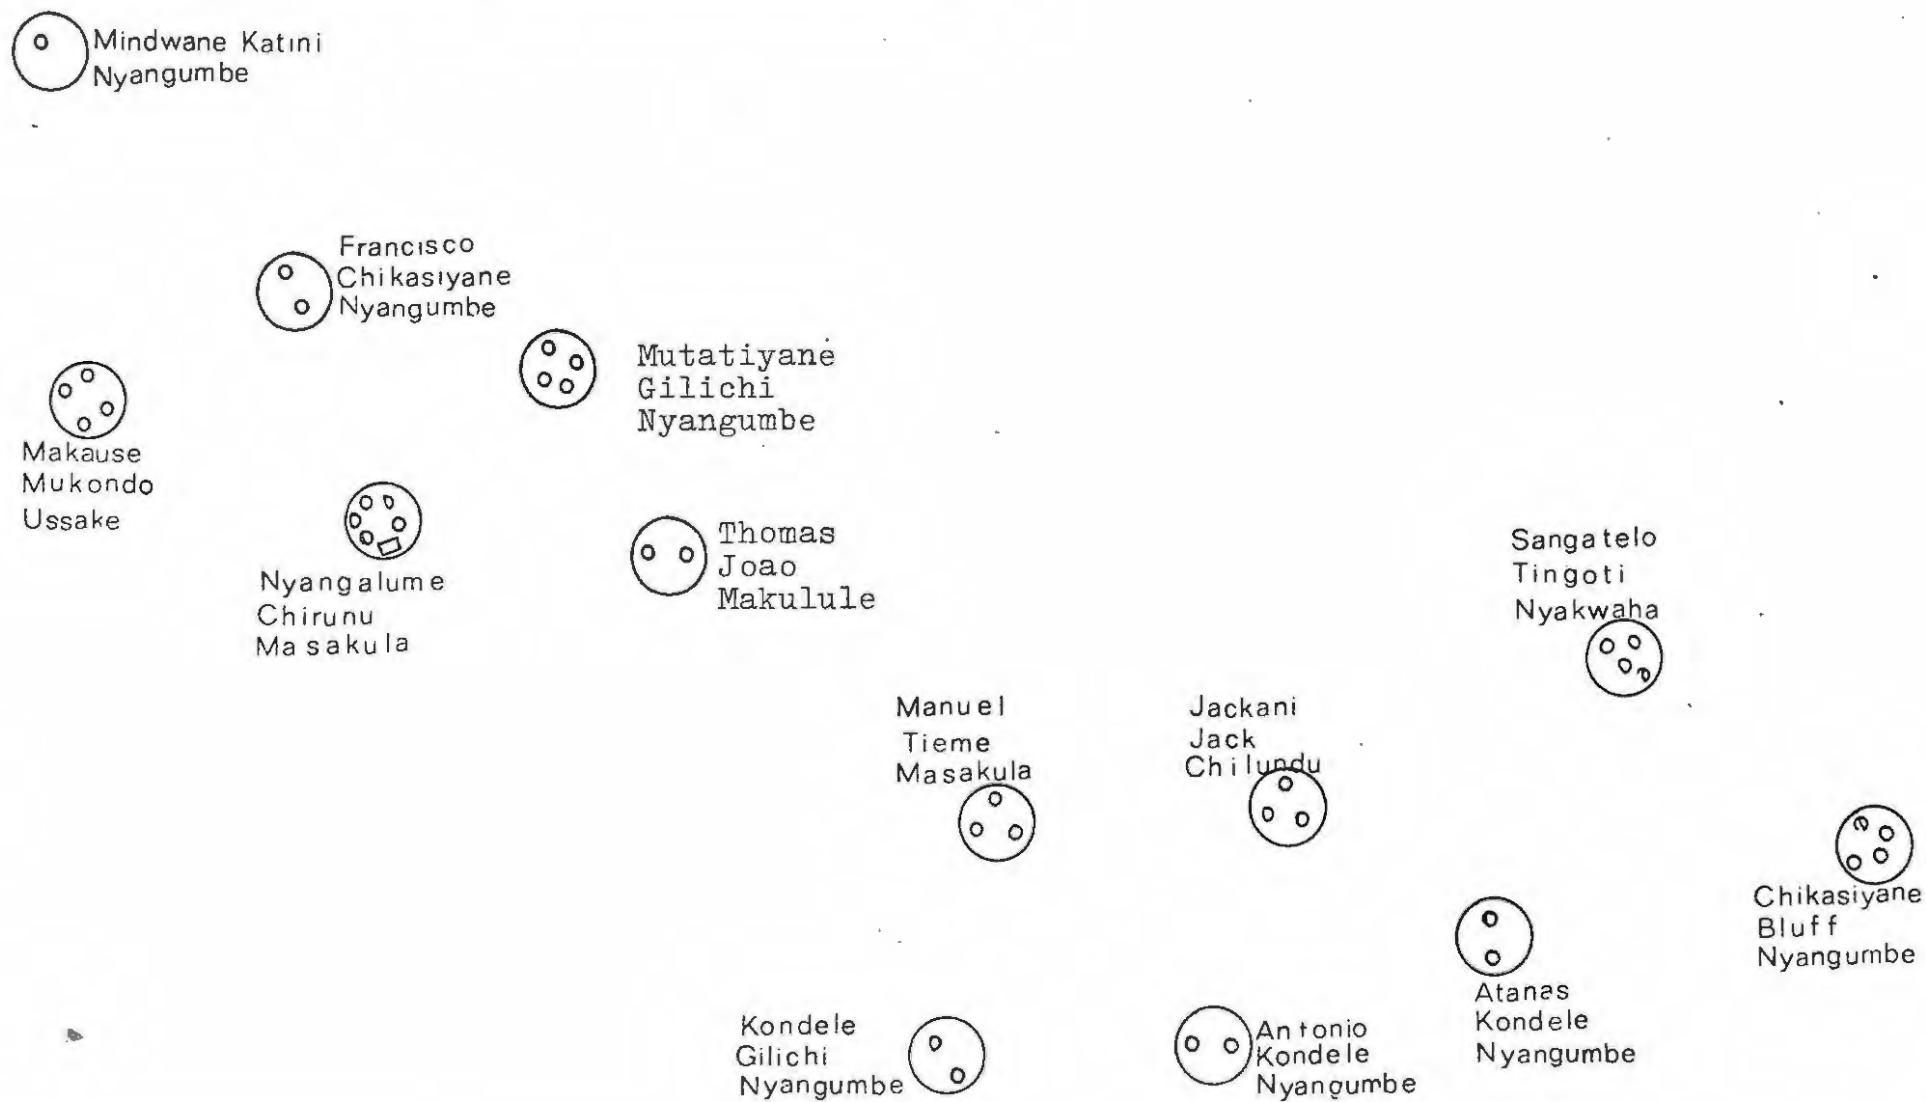 Mindwane Katini
Nyangumbe
Francisco
Chikasiyane
Nyangumbe
Mutatiyane
Gilichi
Nyangumbe
Makause
Mukondo
Ussake
Nyangalume
Chirunu
Masakula
Thomas
Joao
Makulule
Sangatelo
Tingoti
Nyakwaha
Manuel
Tieme
Masakula
Jackani
Jack
Chilundu
Chikasiyane
Bluff
Nyangumbe
Atanas
Kondele
Nyangumbe
Kondele
Gilichi
Nyangumbe
Antonio
Kondele
Nyangumbe